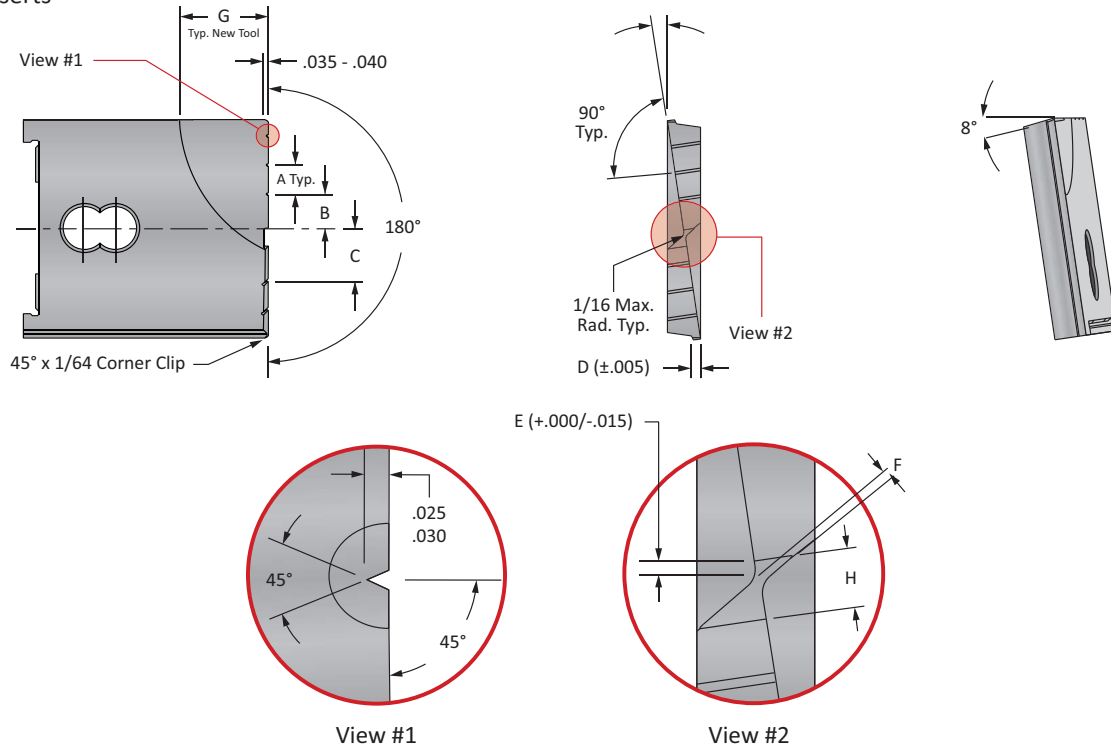 G
Typ. New Tool
View #1
.035 - .040
A Typ.
B
180°
C
45° x 1/64 Corner Clip
90°
Typ.
1/16 Max.
Rad. Typ.
View #2
D (±.005)
8°
E (+.000/-.015)
F
.025
.030
45°
H
45°
View #1
View #2